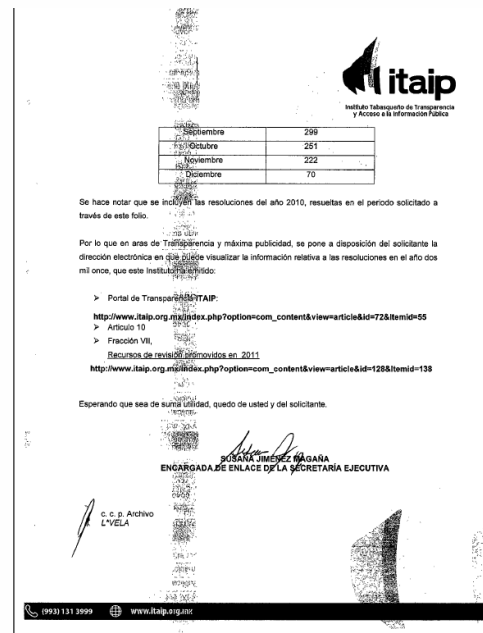 itaip
Instituto Tabasqueño de Transparencia
y Acceso a la Información Pública
Septiembre 299
Octubre 251
Noviembre 222
Diciembre 70
Se hace notar que se incluyen las resoluciones del año 2010, resueltas en el periodo solicitado a
través de este folio.
Por lo que en aras de Transparencia y máxima publicidad, se pone a disposición del solicitante la
dirección electrónica en que puede visualizar la información relativa a las resoluciones en el año dos
mil once, que este Instituto ha emitido:
➢ Portal de Transparencia ITAIP:
http://www.itaip.org.mx/index.php?option=com_content&view=article&id=72&Itemid=55
➢ Articulo 10
➢ Fracción VII,
Recursos de revisión promovidos en 2011
http://www.itaip.org.mx/index.php?option=com_content&view=article&id=128&Itemid=138
Esperando que sea de suma utilidad, quedo de usted y del solicitante.
SUSANA JIMÉNEZ MAGAÑA
ENCARGADA DE ENLACE DE LA SECRETARÍA EJECUTIVA
c. c. p. Archivo
L*VELA
(993) 131 3999 www.itaip.org.mx